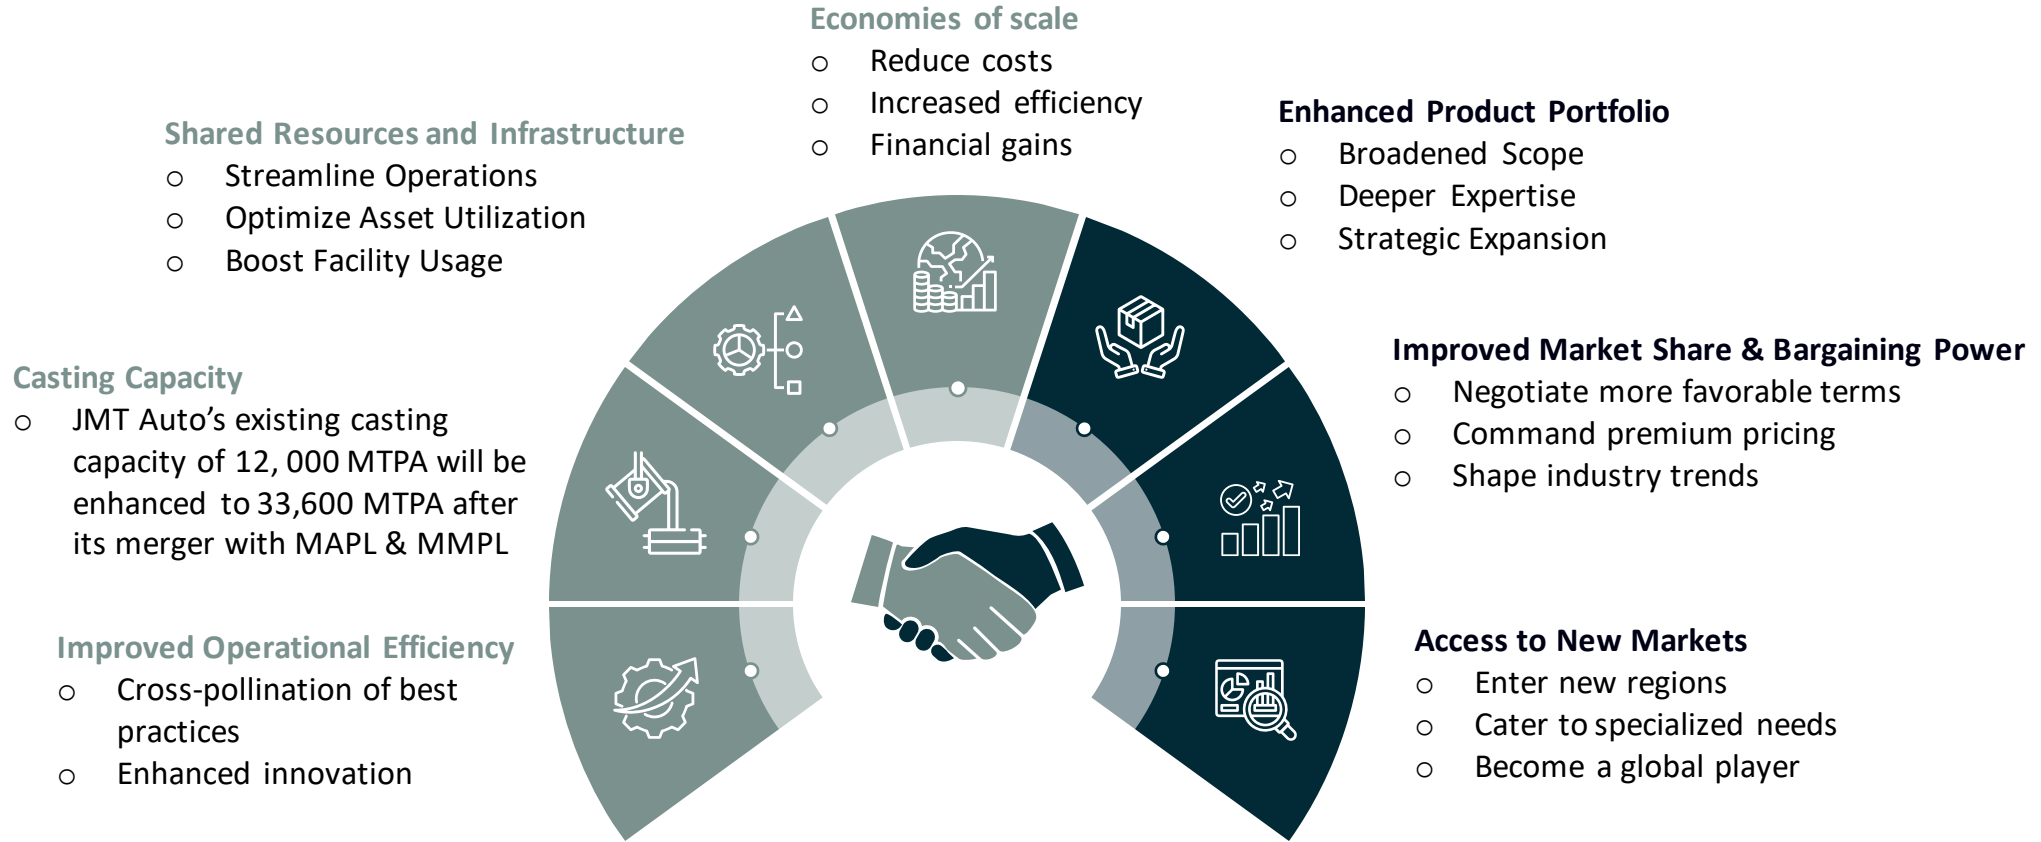 Economies of scale
o Reduce costs
o Increased efficiency
o Financial gains
Shared Resources and Infrastructure
o Streamline Operations
o Optimize Asset Utilization
o Boost Facility Usage
Enhanced Product Portfolio
o Broadened Scope
o Deeper Expertise
o Strategic Expansion
Casting Capacity
o JMT Auto’s existing casting
capacity of 12, 000 MTPA will be
enhanced to 33,600 MTPA after
its merger with MAPL & MMPL
Improved Market Share & Bargaining Power
o Negotiate more favorable terms
o Command premium pricing
o Shape industry trends
Improved Operational Efficiency
o Cross-pollination of best
practices
o Enhanced innovation
Access to New Markets
o Enter new regions
o Cater to specialized needs
o Become a global player